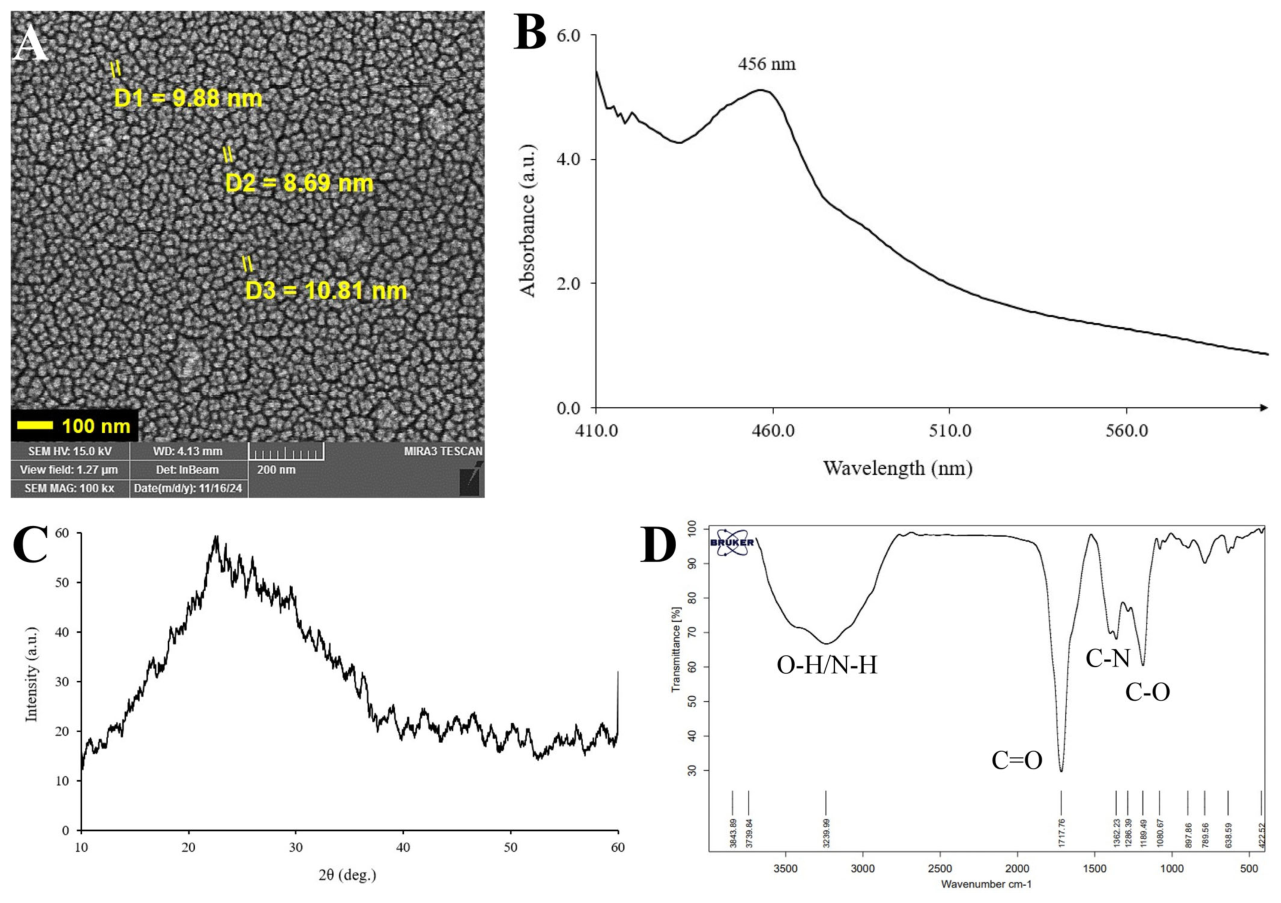 A
D1 = 9.88 nm
D2 = 8.69 nm
D3 = 10.81 nm
100 nm
SEM HV: 15.0 kV
WD: 4.13 mm
MIRA3 TESCAN
View field: 1.27 µm
Det: InBeam
200 nm
SEM MAG: 100 kx
Date(m/d/y): 11/16/24
B
456 nm
6.0
4.0
2.0
0.0
Absorbance (a.u.)
410.0 460.0 510.0 560.0
Wavelength (nm)
C
60
50
40
30
20
10
0
Intensity (a.u.)
10 20 30 40 50 60
2θ (deg.)
D
BRUKER
100
90
80
70
60
50
40
30
Transmittance [%]
O-H/N-H
C=O
C-N
C-O
3843.89
3739.84
3239.99
1717.76
1362.23
1286.39
1189.49
1080.67
897.86
789.56
638.59
422.52
3500 3000 2500 2000 1500 1000 500
Wavenumber cm-1